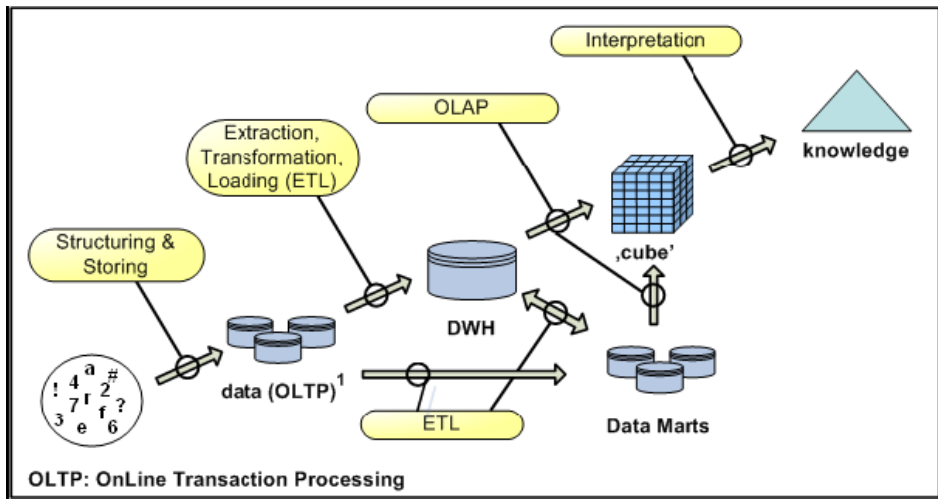 Interpretation
OLAP
knowledge
Extraction,
Transformation,
Loading (ETL)
Structuring &
Storing
‚cube’
DWH
data (OLTP)1
Data Marts
ETL
! 4 a # 7 r 2 3 e f ? 6
OLTP: OnLine Transaction Processing